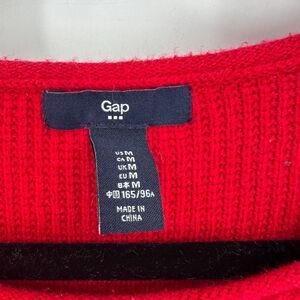 Gap
US M
CA M
UK M
EU M
日本 M
中国 165/96A
MADE IN
CHINA